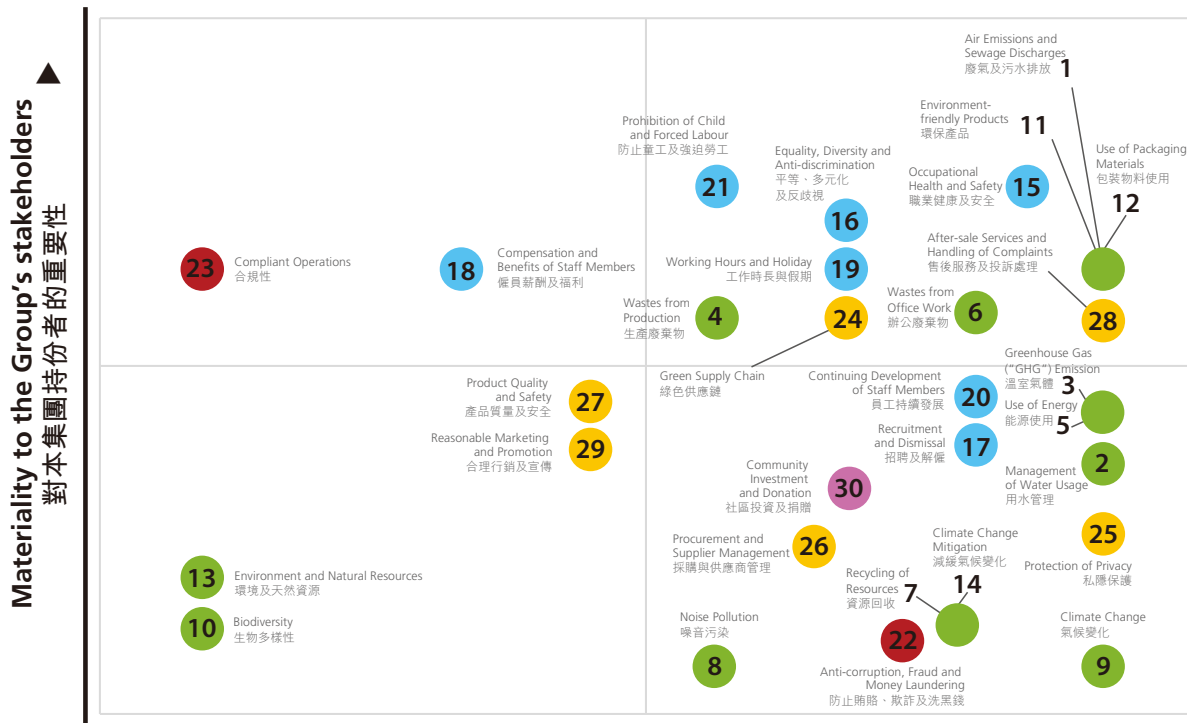 Materiality to the Group's stakeholders
對本集團持份者的重要性
Air Emissions and
Sewage Discharges
廢氣及污水排放
1
Environment-
friendly Products
環保產品
11
Use of Packaging
Materials
包裝物料使用
12
Prohibition of Child
and Forced Labour
防止童工及強迫勞工
21
Equality, Diversity and
Anti-discrimination
平等、多元化
及反歧視
16
Occupational
Health and Safety
職業健康及安全
15
23
Compliant Operations
合規性
18
Compensation and
Benefits of Staff Members
僱員薪酬及福利
Working Hours and Holiday
工作時長與假期
19
After-sale Services and
Handling of Complaints
售後服務及投訴處理
28
Wastes from
Production
生產廢棄物
4
24
Wastes from
Office Work
辦公廢棄物
6
Green Supply Chain
綠色供應鏈
Product Quality
and Safety
產品質量及安全
27
Reasonable Marketing
and Promotion
合理行銷及宣傳
29
Continuing Development
of Staff Members
員工持續發展
20
Greenhouse Gas
("GHG") Emission
溫室氣體
3
Use of Energy
能源使用
5
Recruitment
and Dismissal
招聘及解僱
17
2
Management
of Water Usage
用水管理
Community
Investment
and Donation
社區投資及捐贈
30
Procurement and
Supplier Management
採購與供應商管理
26
25
Protection of Privacy
私隱保護
Climate Change
Mitigation
減緩氣候變化
14
Recycling of
Resources
資源回收
7
13
Environment and Natural Resources
環境及天然資源
10
Biodiversity
生物多樣性
Noise Pollution
噪音污染
8
22
Anti-corruption, Fraud and
Money Laundering
防止賄賂、欺詐及洗黑錢
Climate Change
氣候變化
9